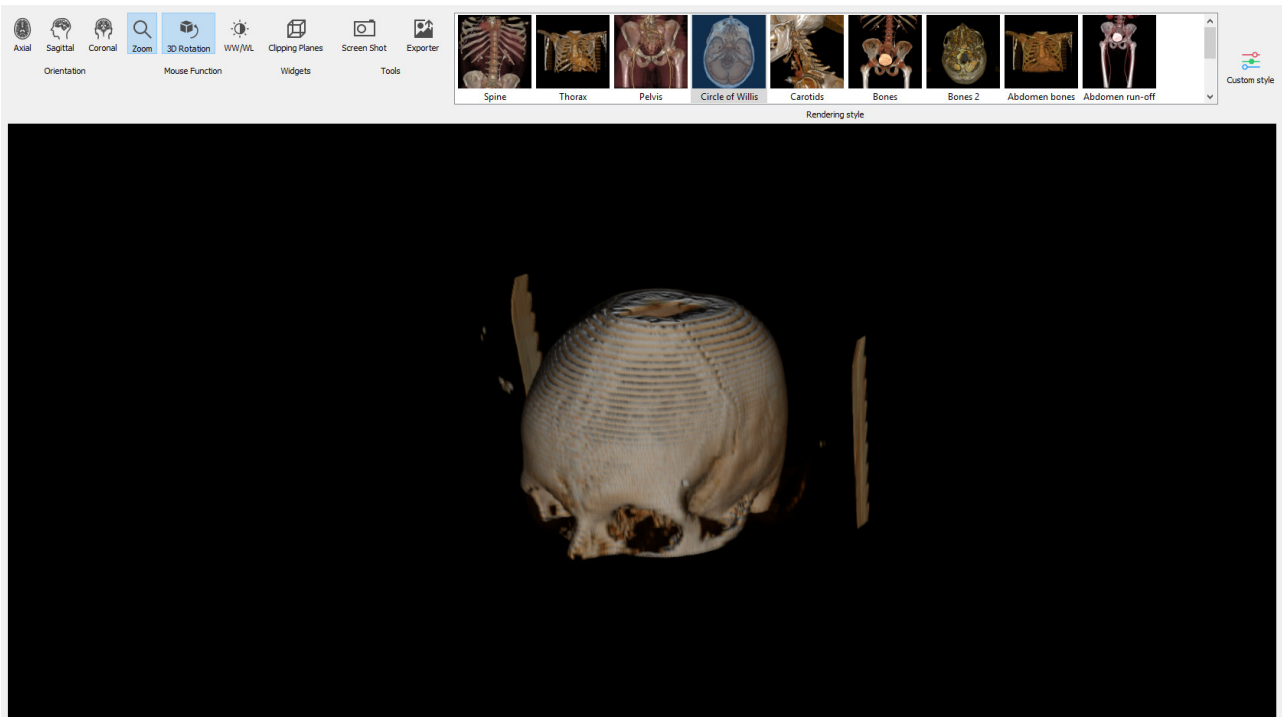 Axial Sagittal Coronal Zoom 3D Rotation WW/WL Clipping Planes Screen Shot Exporter
Orientation Mouse Function Widgets Tools
Spine Thorax Pelvis Circle of Willis Carotids Bones Bones 2 Abdomen bones Abdomen run-off
Custom style
Rendering style